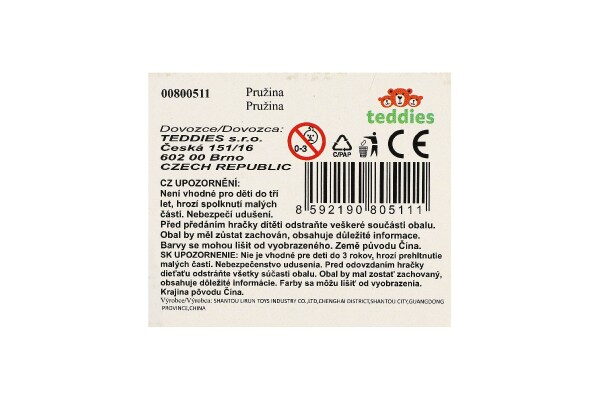 00800511 Pružina
Pružina
teddies
Dovozce/Dovozca:
TEDDIES s.r.o.
Česká 151/16
602 00 Brno
CZECH REPUBLIC
0-3
C/PAP
CE
8 592190 805111
CZ UPOZORNĚNÍ:
Není vhodné pro děti do tří
let, hrozí spolknutí malých
částí. Nebezpečí udušení.
Před předáním hračky dítěti odstraňte veškeré součásti obalu.
Obal by měl zůstat zachován, obsahuje důležité informace.
Barvy se mohou lišit od vyobrazeného. Země původu Čína.
SK UPOZORNENIE: Nie je vhodné pre deti do 3 rokov, hrozí prehltnutie
malých částí. Nebezpečenstvo udusenia. Pred odovzdaním hračky
dieťaťu odstráňte všetky súčasti obalu. Obal by mal zostať zachovaný,
obsahuje dôležité informácie. Farby sa môžu líšiť od vyobrazenia.
Krajina pôvodu Čína.
Výrobce/Výrobca: SHANTOU LIRUN TOYS INDUSTRY CO.,LTD.,CHENGHAI DISTRICT,SHANTOU CITY,GUANGDONG
PROVINCE,CHINA